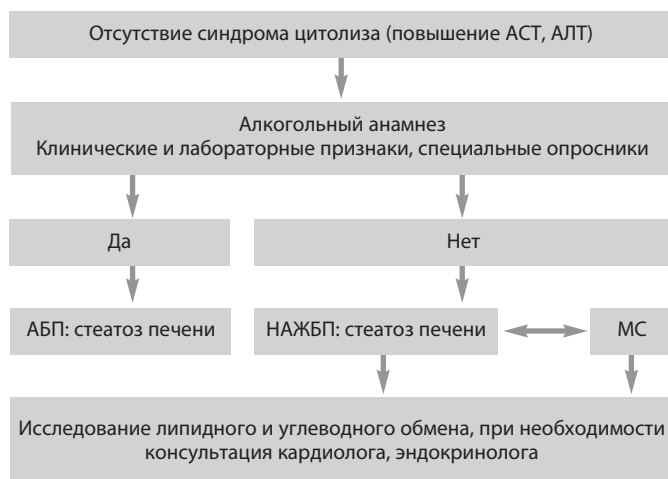 Отсутствие синдрома цитолиза (повышение АСТ, АЛТ)
Алкогольный анамнез
Клинические и лабораторные признаки, специальные опросники
Да
Нет
АБП: стеатоз печени
НАЖБП: стеатоз печени
МС
Исследование липидного и углеводного обмена, при необходимости
консультация кардиолога, эндокринолога